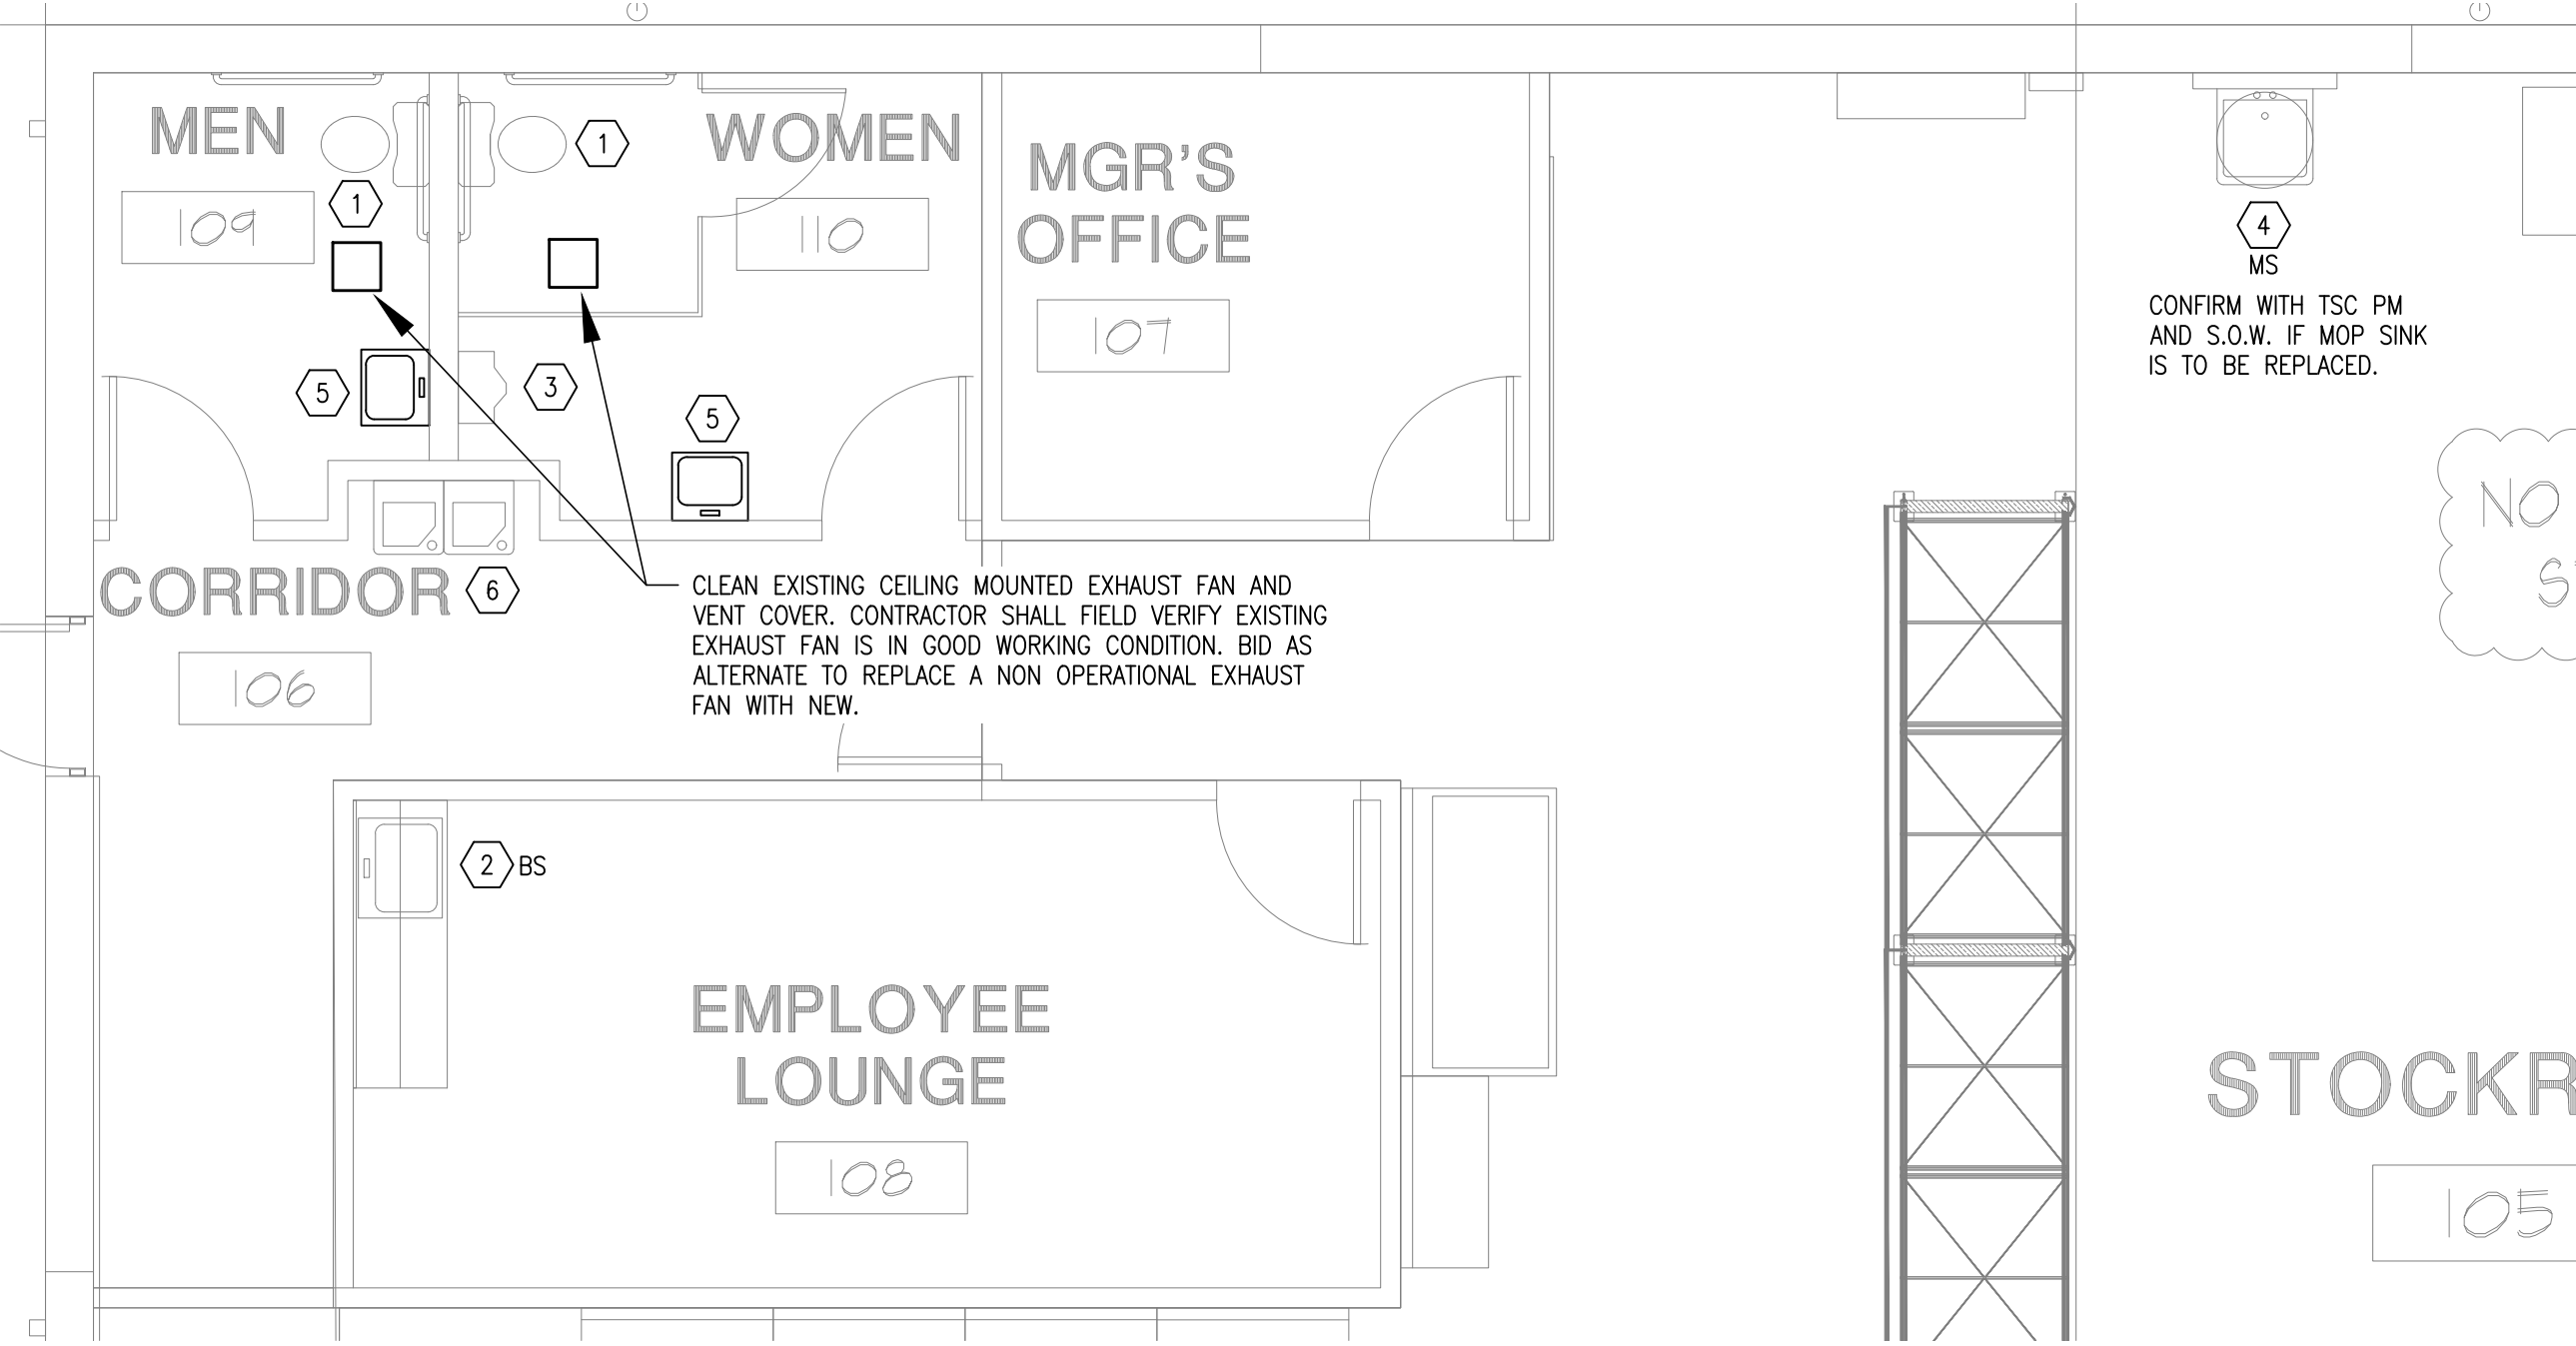 MEN
109
1
1
WOMEN
110
MGR'S
OFFICE
107
4
MS
CONFIRM WITH TSC PM
AND S.O.W. IF MOP SINK
IS TO BE REPLACED.
5
3
5
NO
CORRIDOR
6
106
CLEAN EXISTING CEILING MOUNTED EXHAUST FAN AND
VENT COVER. CONTRACTOR SHALL FIELD VERIFY EXISTING
EXHAUST FAN IS IN GOOD WORKING CONDITION. BID AS
ALTERNATE TO REPLACE A NON OPERATIONAL EXHAUST
FAN WITH NEW.
2 BS
EMPLOYEE
LOUNGE
108
STOCKR
105